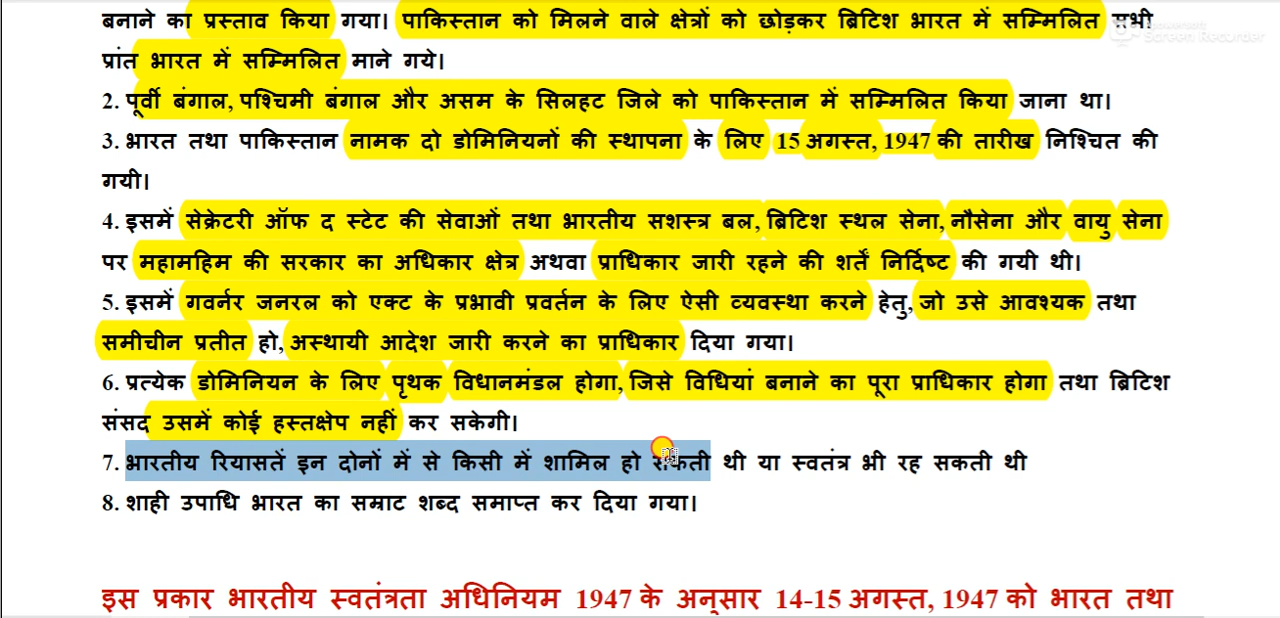 बनाने का प्रस्ताव किया गया। पाकिस्तान को मिलने वाले क्षेत्रों को छोड़कर ब्रिटिश भारत में सम्मिलित सभी
प्रांत भारत में सम्मिलित माने गये।
2. पूर्वी बंगाल, पश्चिमी बंगाल और असम के सिलहट जिले को पाकिस्तान में सम्मिलित किया जाना था।
3. भारत तथा पाकिस्तान नामक दो डोमिनियनों की स्थापना के लिए 15 अगस्त, 1947 की तारीख निश्चित की
गयी।
4. इसमें सेक्रेटरी ऑफ द स्टेट की सेवाओं तथा भारतीय सशस्त्र बल, ब्रिटिश स्थल सेना, नौसेना और वायु सेना
पर महामहिम की सरकार का अधिकार क्षेत्र अथवा प्राधिकार जारी रहने की शर्तें निर्दिष्ट की गयी थी।
5. इसमें गवर्नर जनरल को एक्ट के प्रभावी प्रवर्तन के लिए ऐसी व्यवस्था करने हेतु, जो उसे आवश्यक तथा
समीचीन प्रतीत हो, अस्थायी आदेश जारी करने का प्राधिकार दिया गया।
6. प्रत्येक डोमिनियन के लिए पृथक विधानमंडल होगा, जिसे विधियां बनाने का पूरा प्राधिकार होगा तथा ब्रिटिश
संसद उसमें कोई हस्तक्षेप नहीं कर सकेगी।
7. भारतीय रियासतें इन दोनों में से किसी में शामिल हो सकती थी या स्वतंत्र भी रह सकती थी
8. शाही उपाधि भारत का सम्राट शब्द समाप्त कर दिया गया।
इस प्रकार भारतीय स्वतंत्रता अधिनियम 1947 के अनुसार 14-15 अगस्त, 1947 को भारत तथा
Screen Recorder